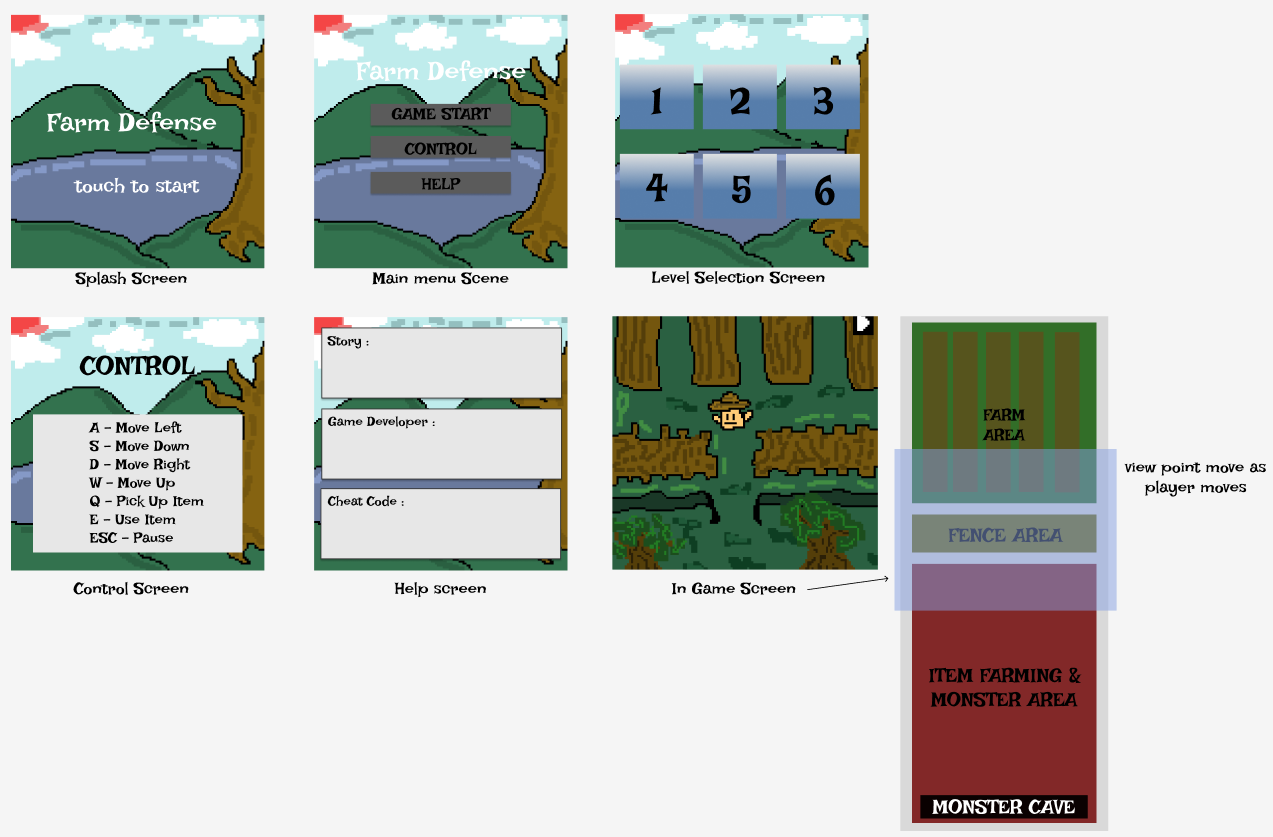 Farm Defense
touch to start
Splash Screen
Farm Defense
GAME START
CONTROL
HELP
Main menu Scene
1 2 3
4 5 6
Level Selection Screen
CONTROL
A - Move Left
S - Move Down
D - Move Right
W - Move Up
Q - Pick Up Item
E - Use Item
ESC - Pause
Control Screen
Story :
Game Developer :
Cheat Code :
Help screen
In Game Screen
FARM
AREA
FENCE AREA
ITEM FARMING &
MONSTER AREA
MONSTER CAVE
view point move as
player moves